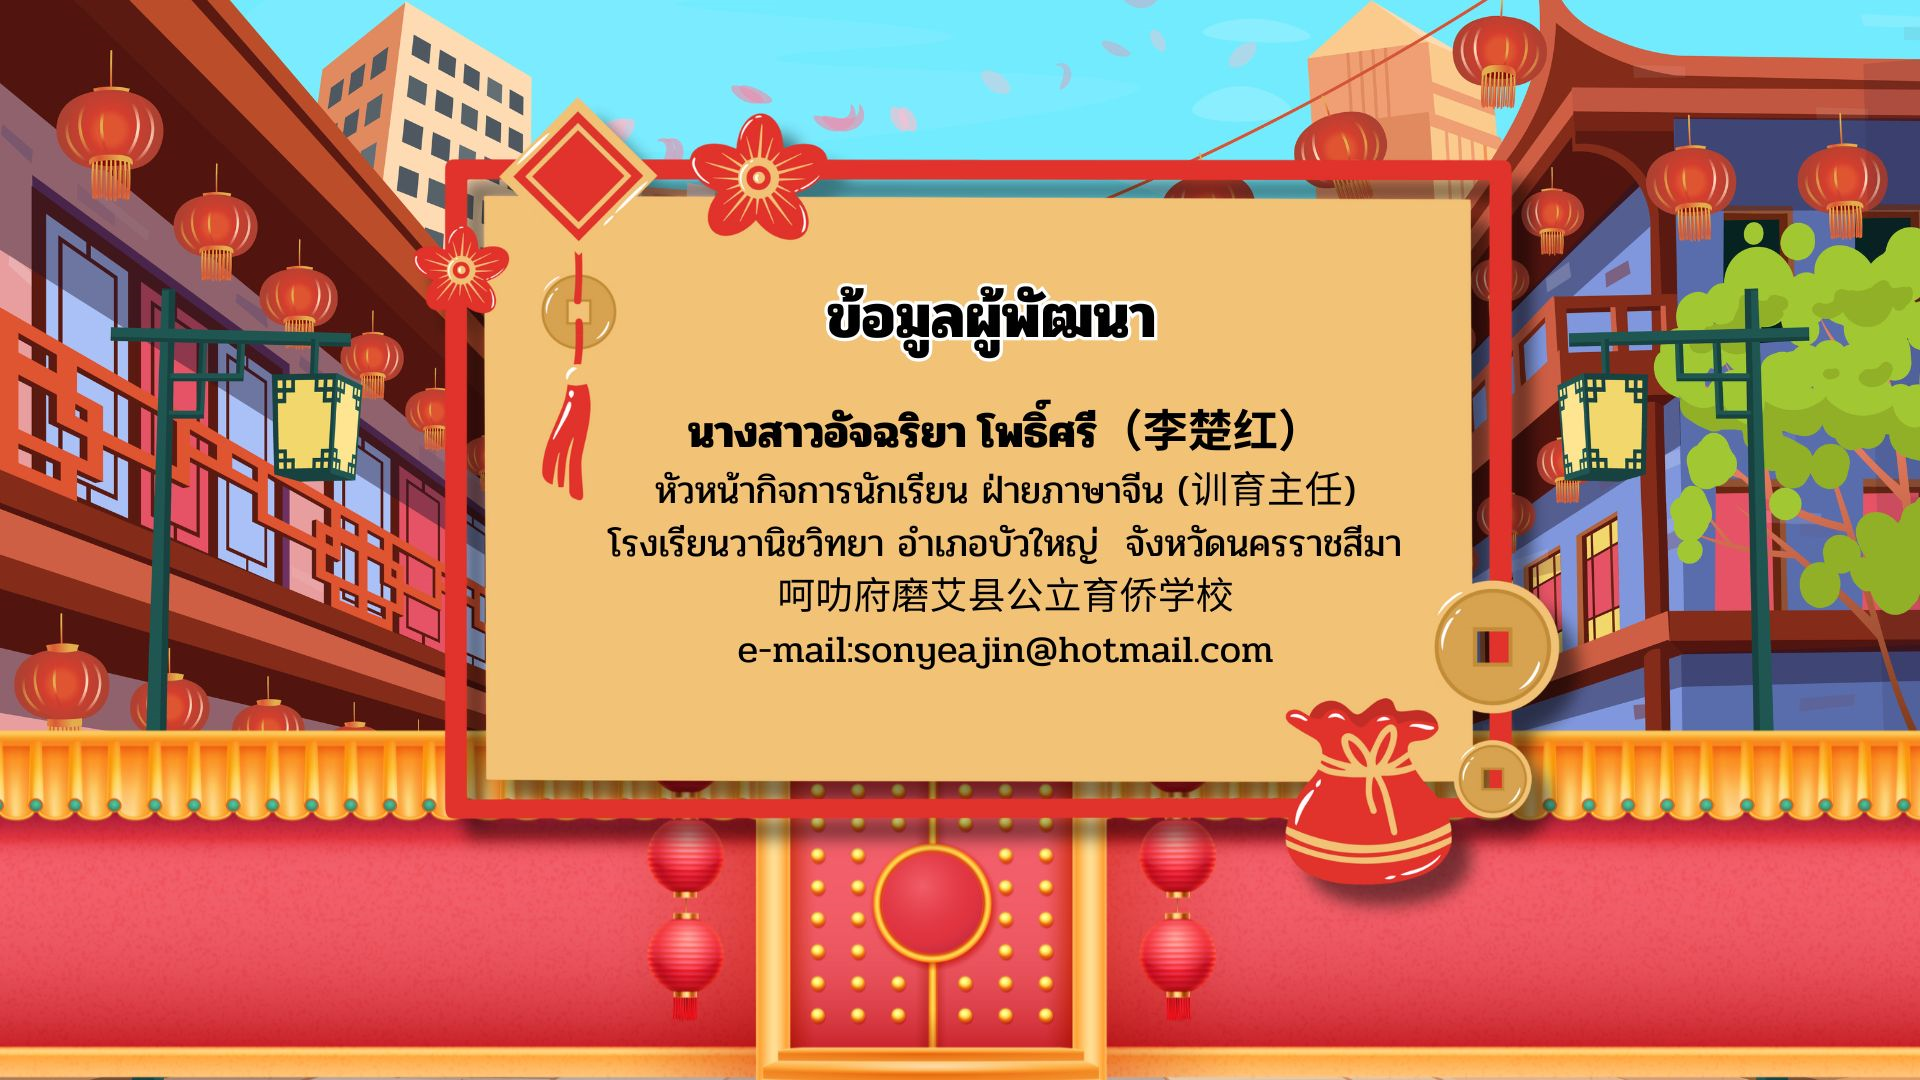 ข้อมูลผู้พัฒนา
นางสาวอัจฉริยา โพธิ์ศรี（李楚红）
หัวหน้ากิจการนักเรียน ฝ่ายภาษาจีน (训育主任)
โรงเรียนวานิชวิทยา อำเภอบัวใหญ่  จังหวัดนครราชสีมา
呵叻府磨艾县公立育侨学校
e-mail:sonyeajin@hotmail.com